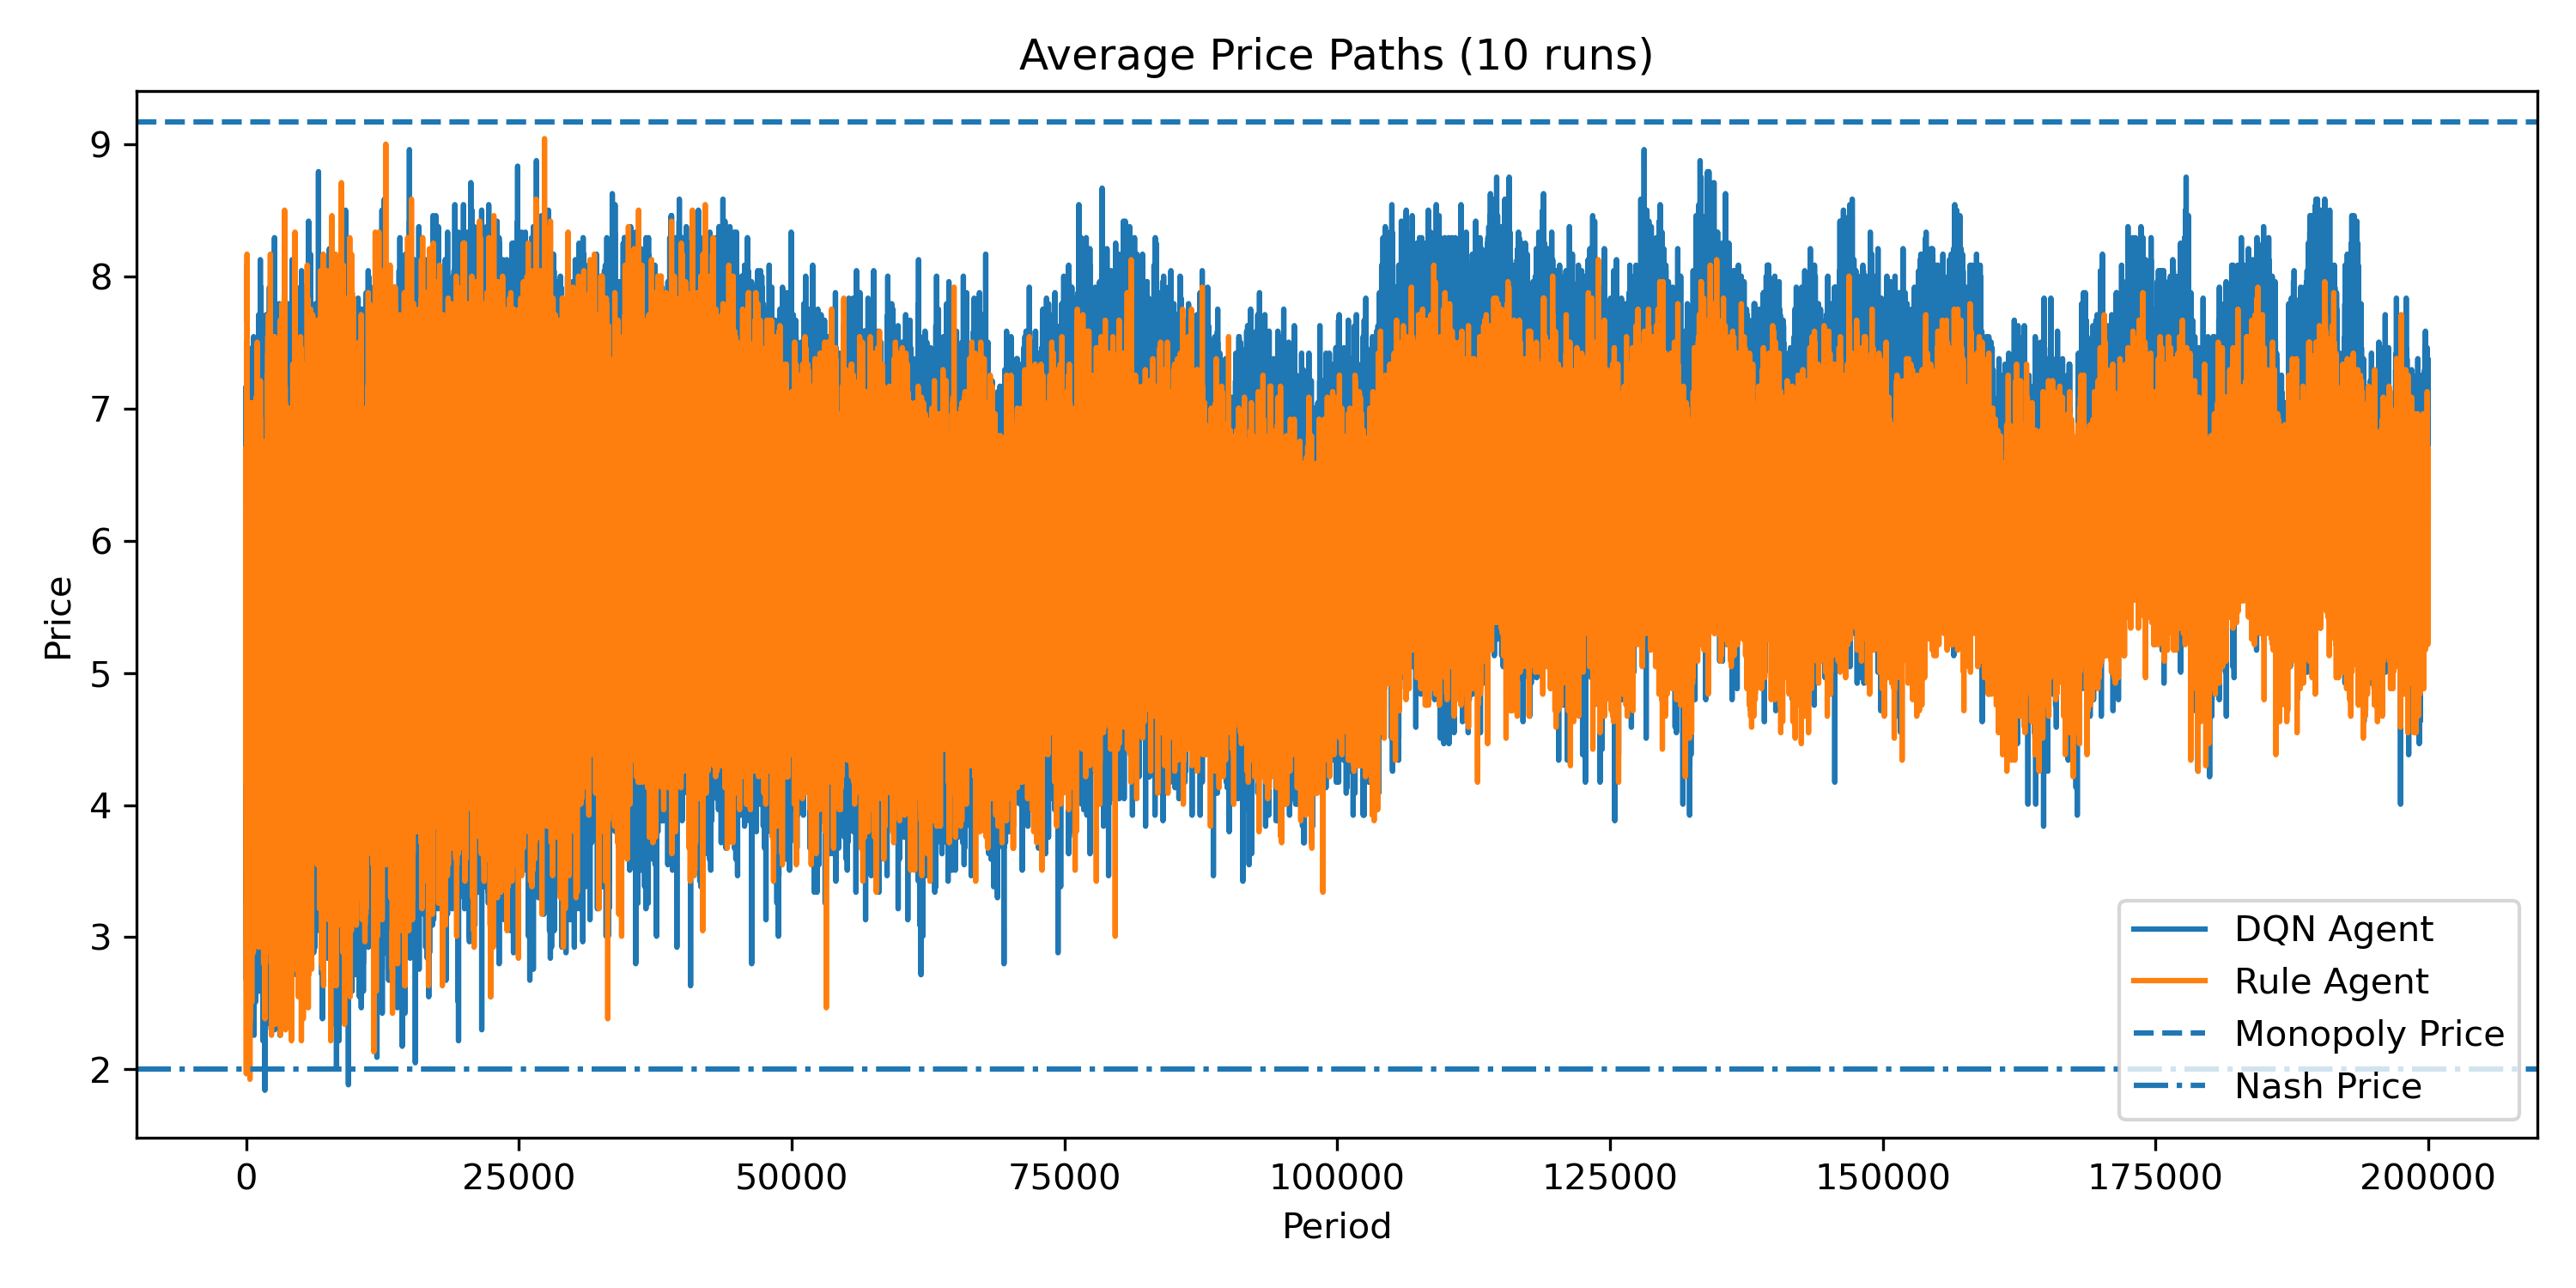 Average Price Paths (10 runs)
9
8
7
6
5
4
3
2
Price
DQN Agent
Rule Agent
Monopoly Price
Nash Price
0 25000 50000 75000 100000 125000 150000 175000 200000
Period